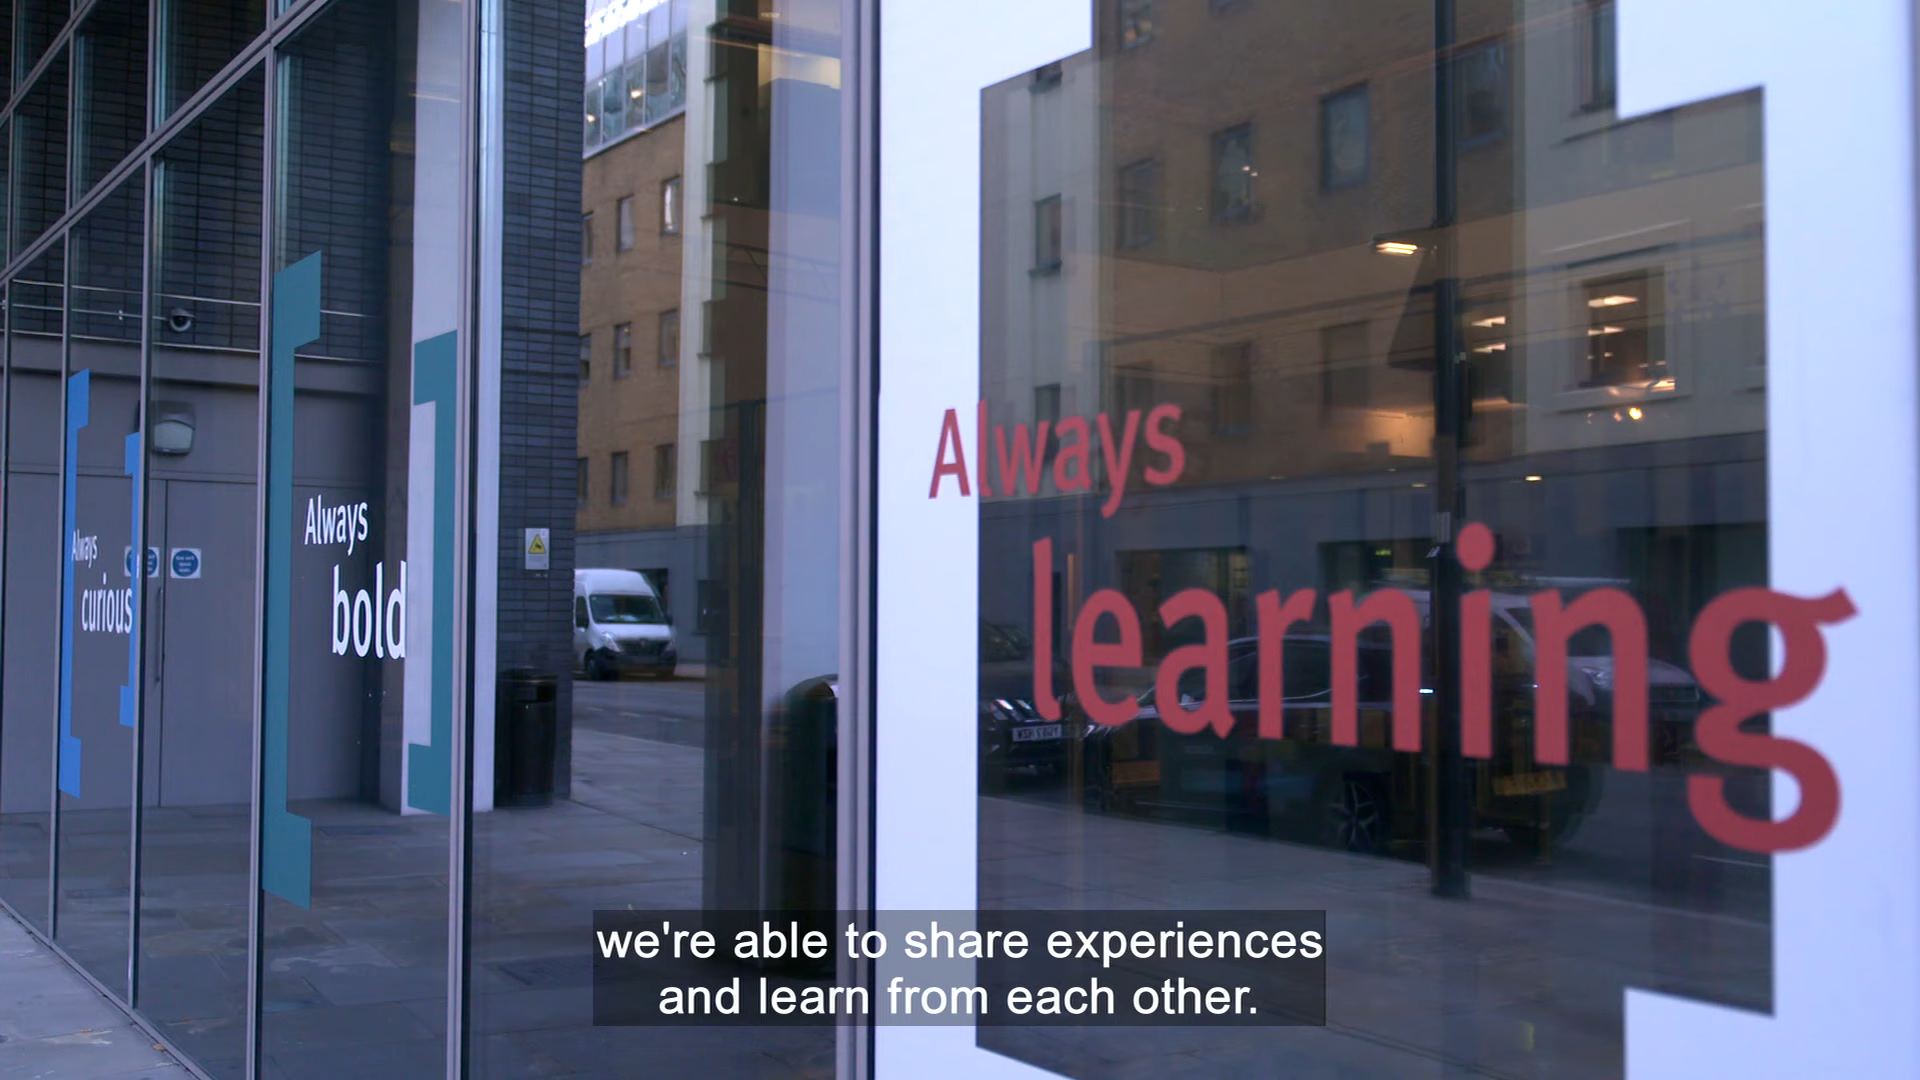 Always
curious
Always
bold
Always
learning
we're able to share experiences
and learn from each other.